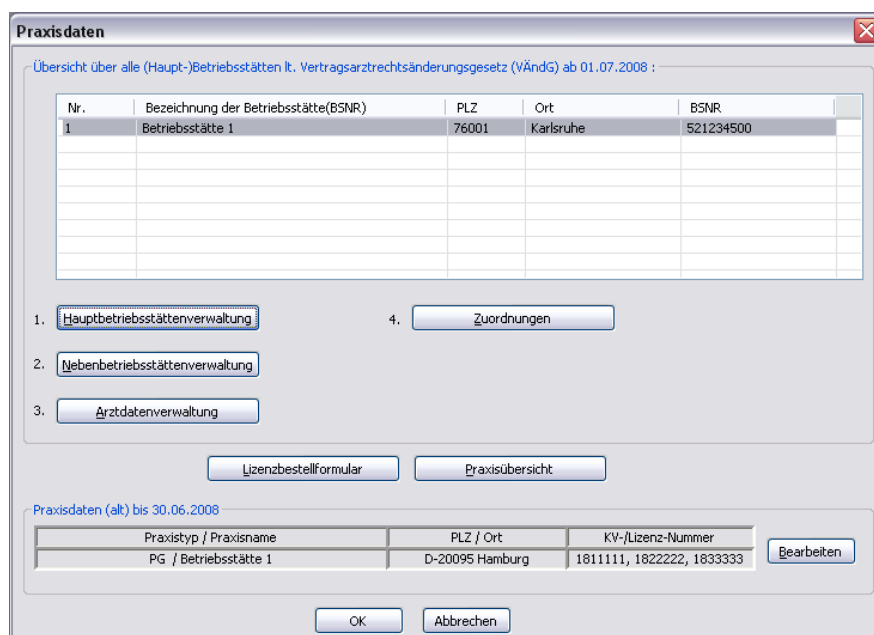 Praxisdaten
Übersicht über alle (Haupt-)Betriebsstätten lt. Vertragsarztrechtsänderungsgesetz (VÄndG) ab 01.07.2008 :
Nr. Bezeichnung der Betriebsstätte(BSNR) PLZ Ort BSNR
1 Betriebsstätte 1 76001 Karlsruhe 521234500
1. Hauptbetriebsstättenverwaltung 4. Zuordnungen
2. Nebenbetriebsstättenverwaltung
3. Arztdatenverwaltung
Lizenzbestellformular Praxisübersicht
Praxisdaten (alt) bis 30.06.2008
Praxistyp / Praxisname PLZ / Ort KV-/Lizenz-Nummer
PG / Betriebsstätte 1 D-20095 Hamburg 1811111, 1822222, 1833333 Bearbeiten
OK Abbrechen